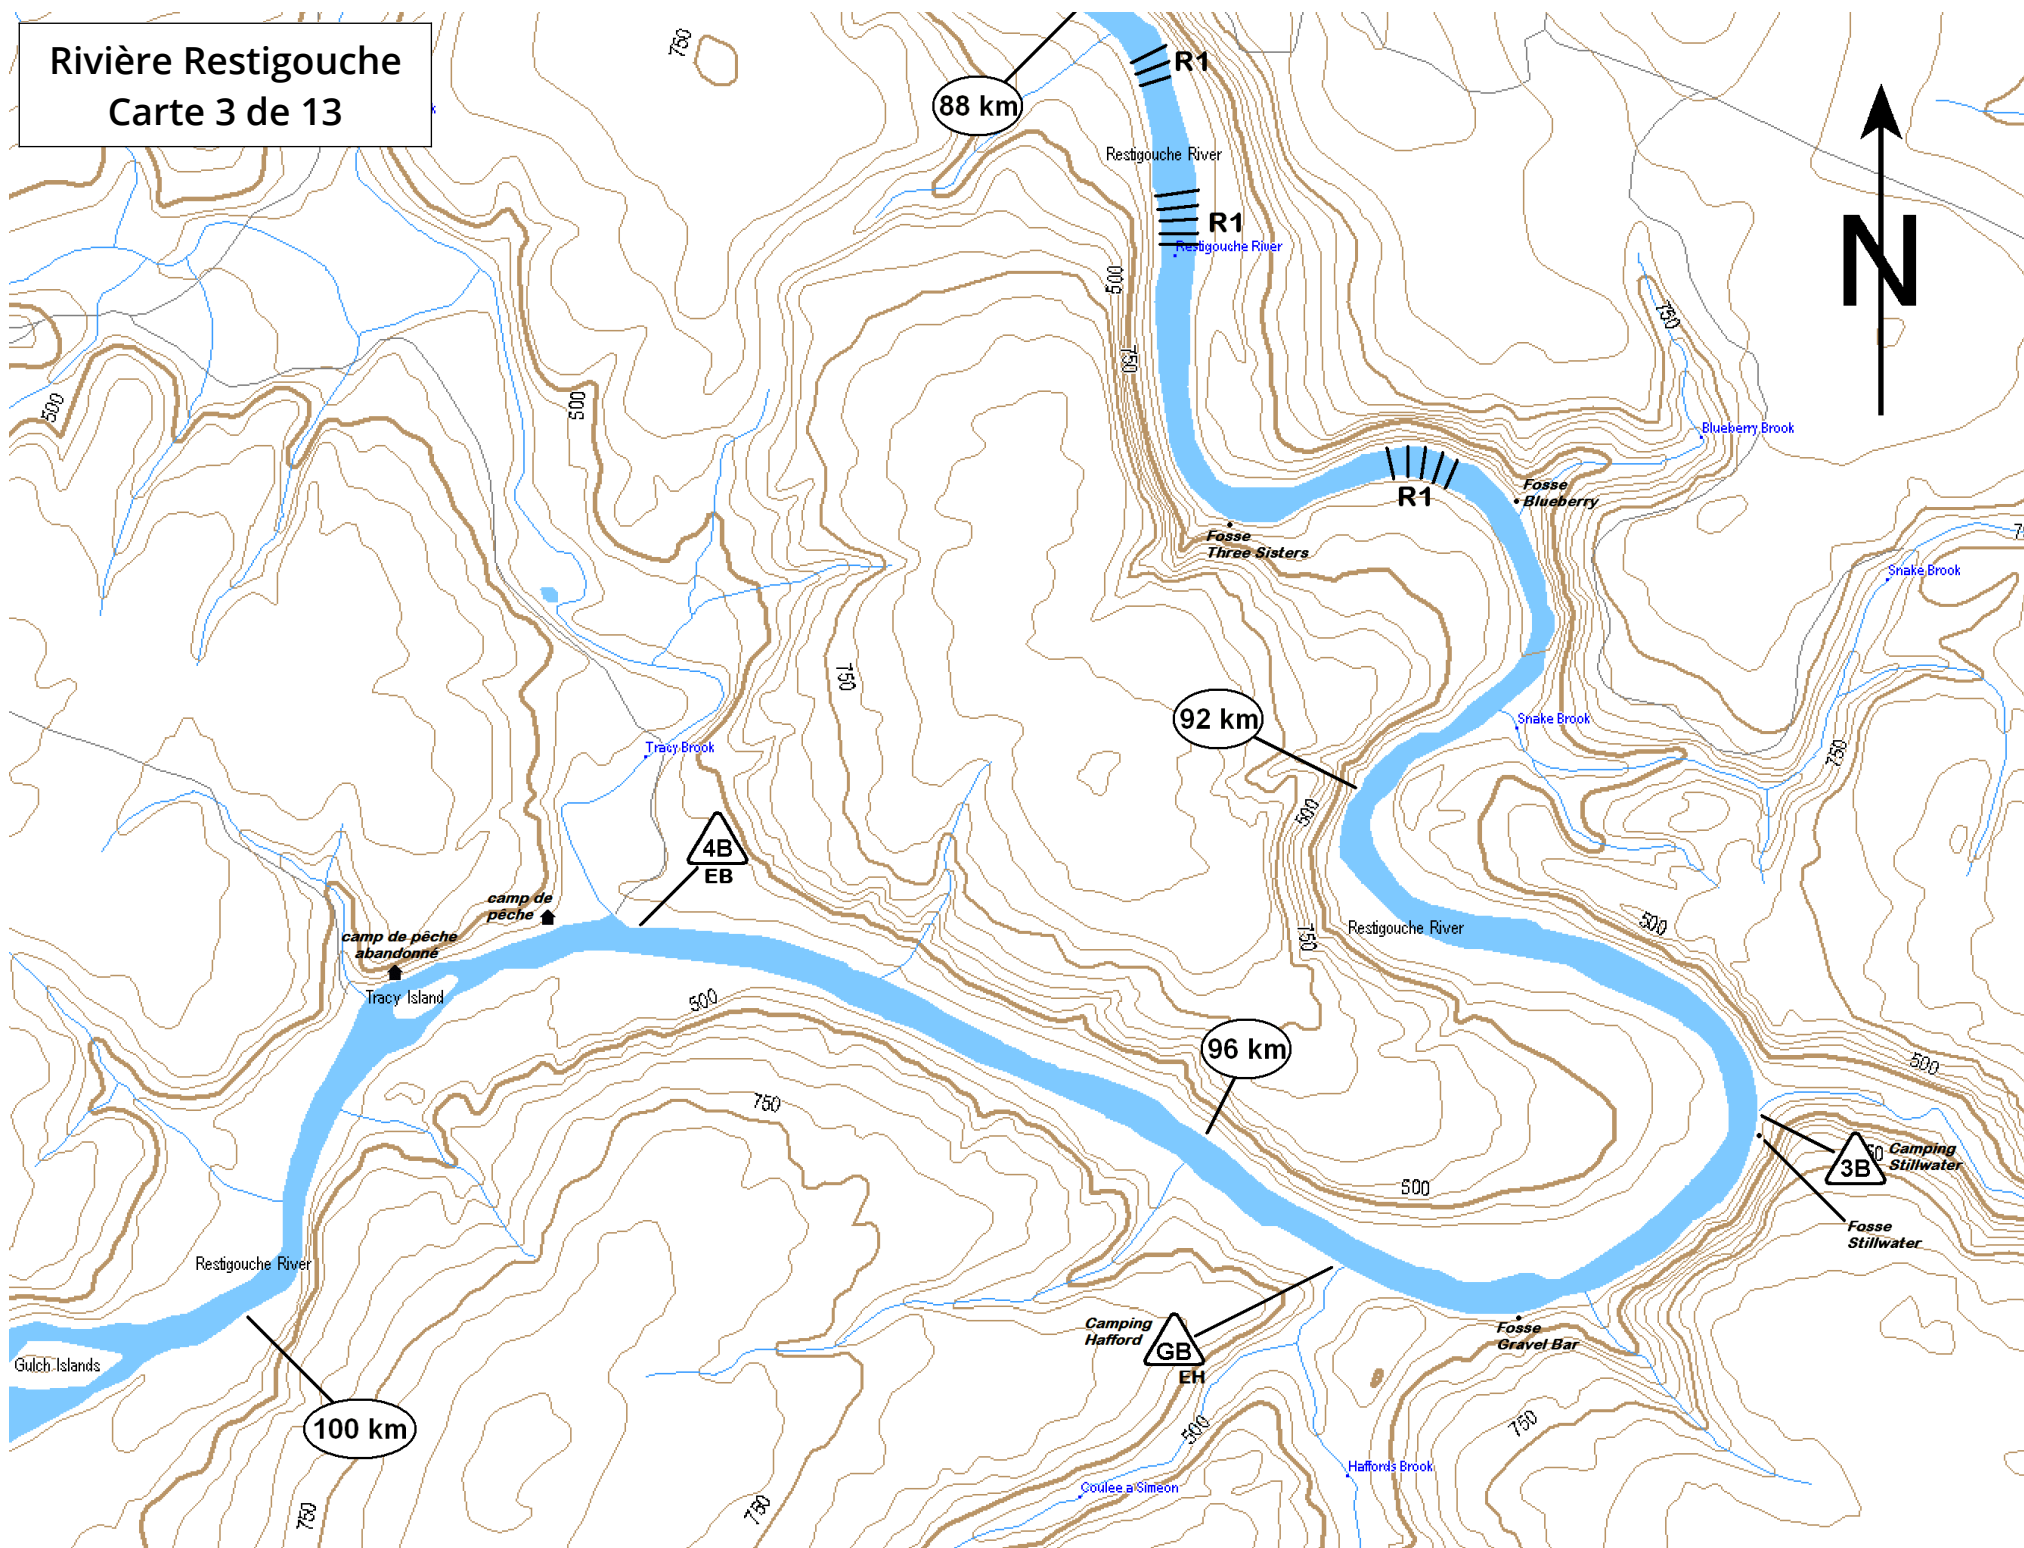 Rivière Restigouche
Carte 3 de 13
750
88 km
R1
Restigouche River
R1
Restigouche River
N
500
750
750
500
500
Blueberry Brook
R1
Fosse
Blueberry
Fosse
Three Sisters
Snake Brook
750
92 km
Snake Brook
Tracy Brook
750
500
4B
EB
camp de
pêche
camp de pêche
abandonné
Tracy Island
500
Restigouche River
500
750
96 km
500
750
Camping
Stillwater
3B
500
Fosse
Stillwater
Restigouche River
Camping
Hafford
GB
EH
Fosse
Gravel Bar
Gulch Islands
100 km
500
750
Haffords Brook
Coulee a Simeon
750
750